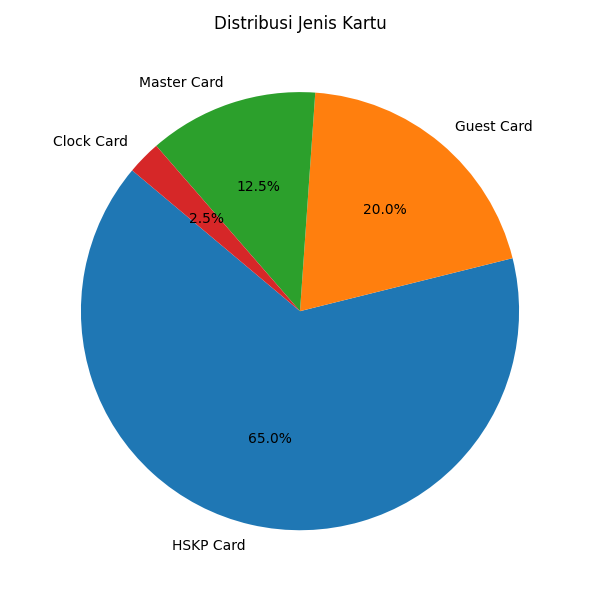 Distribusi Jenis Kartu
Master Card
Guest Card
Clock Card
12.5%
20.0%
2.5%
65.0%
HSKP Card